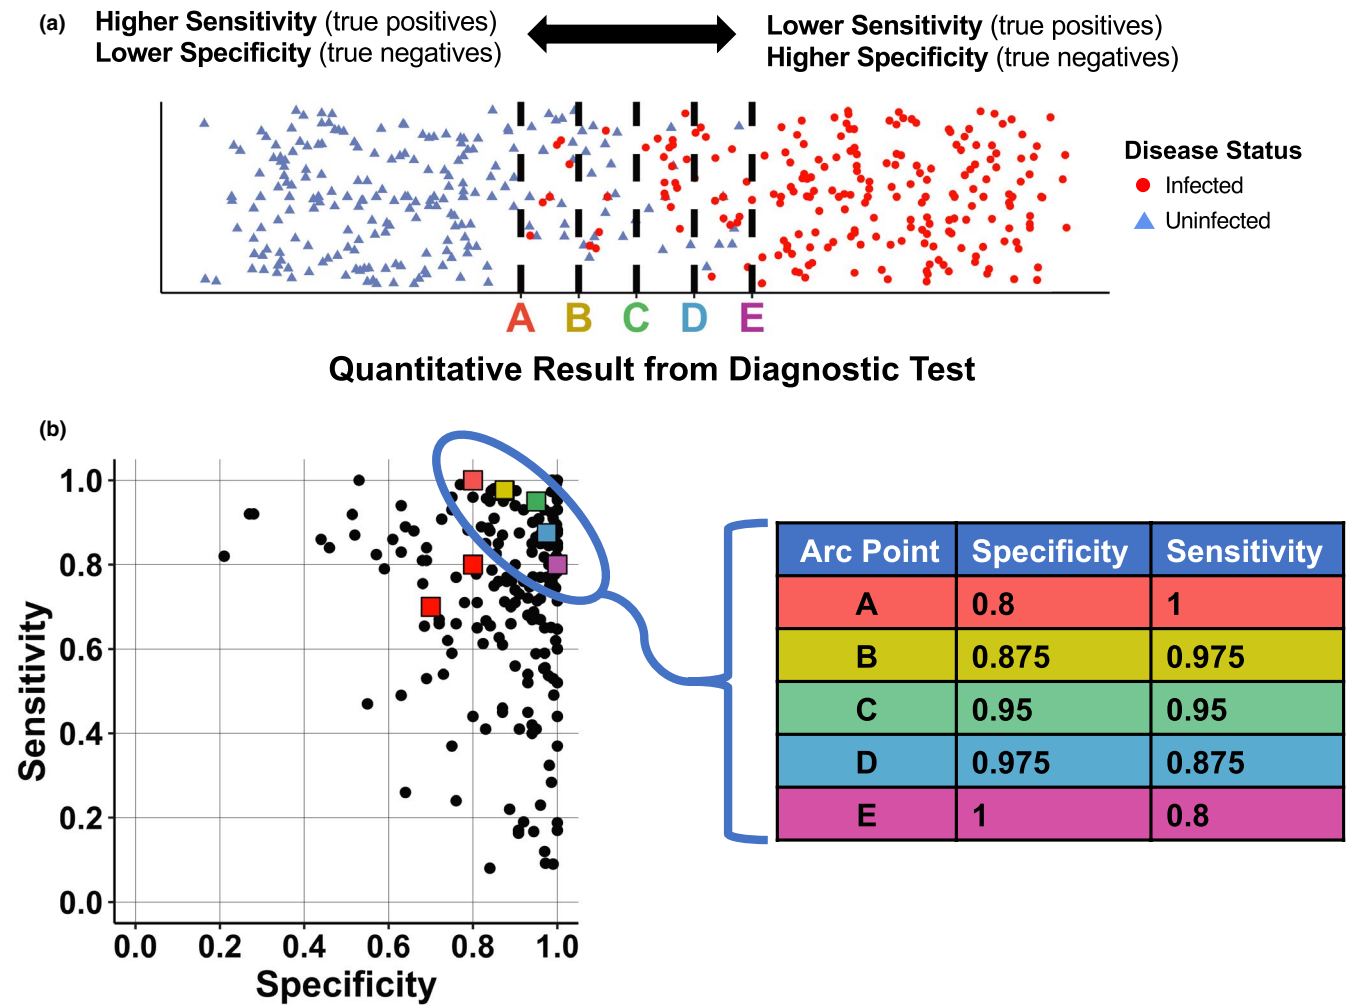 (a)
Higher Sensitivity (true positives)
Lower Specificity (true negatives)
Lower Sensitivity (true positives)
Higher Specificity (true negatives)
Disease Status
Infected
Uninfected
A B C D E
Quantitative Result from Diagnostic Test
(b)
1.0
0.8
0.6
0.4
0.2
0.0
Sensitivity
0.0 0.2 0.4 0.6 0.8 1.0
Specificity
Arc Point Specificity Sensitivity
A 0.8 1
B 0.875 0.975
C 0.95 0.95
D 0.975 0.875
E 1 0.8